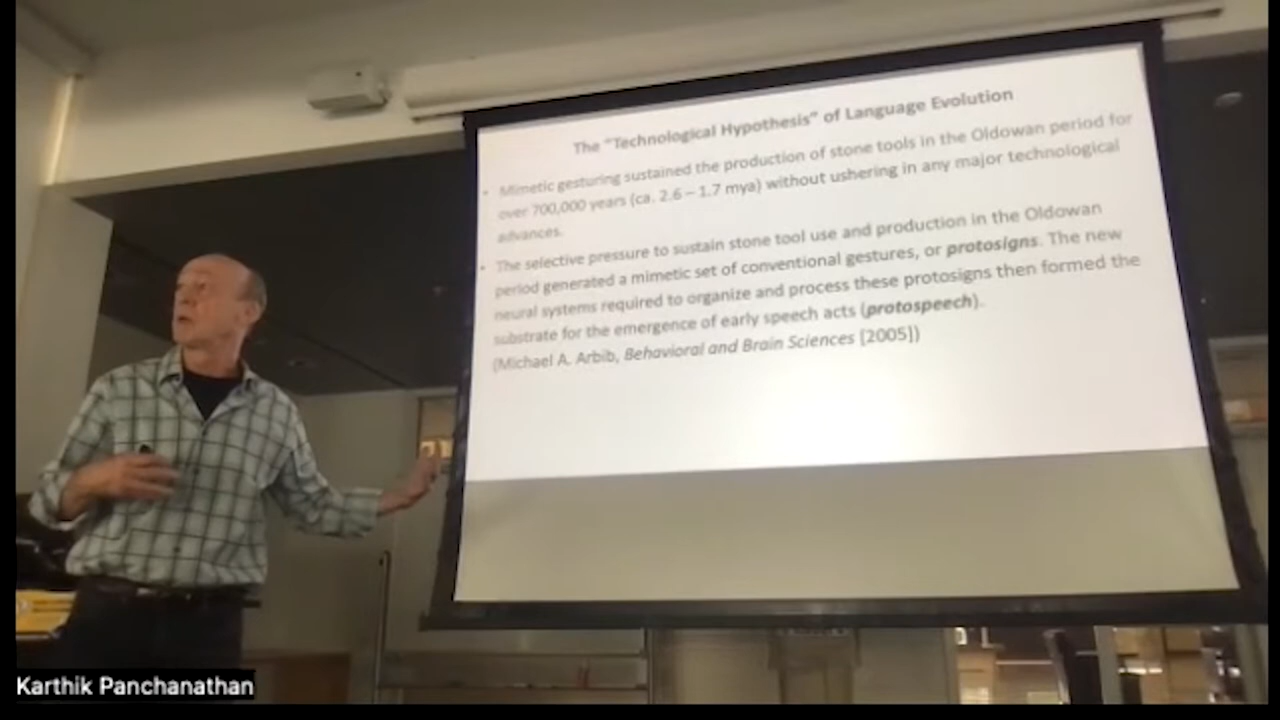 The "Technological Hypothesis" of Language Evolution
• Mimetic gesturing sustained the production of stone tools in the Oldowan period for
over 700,000 years (ca. 2.6 – 1.7 mya) without ushering in any major technological
advances.
• The selective pressure to sustain stone tool use and production in the Oldowan
period generated a mimetic set of conventional gestures, or protosigns. The new
neural systems required to organize and process these protosigns then formed the
substrate for the emergence of early speech acts (protospeech).
(Michael A. Arbib, Behavioral and Brain Sciences [2005])
Karthik Panchanathan